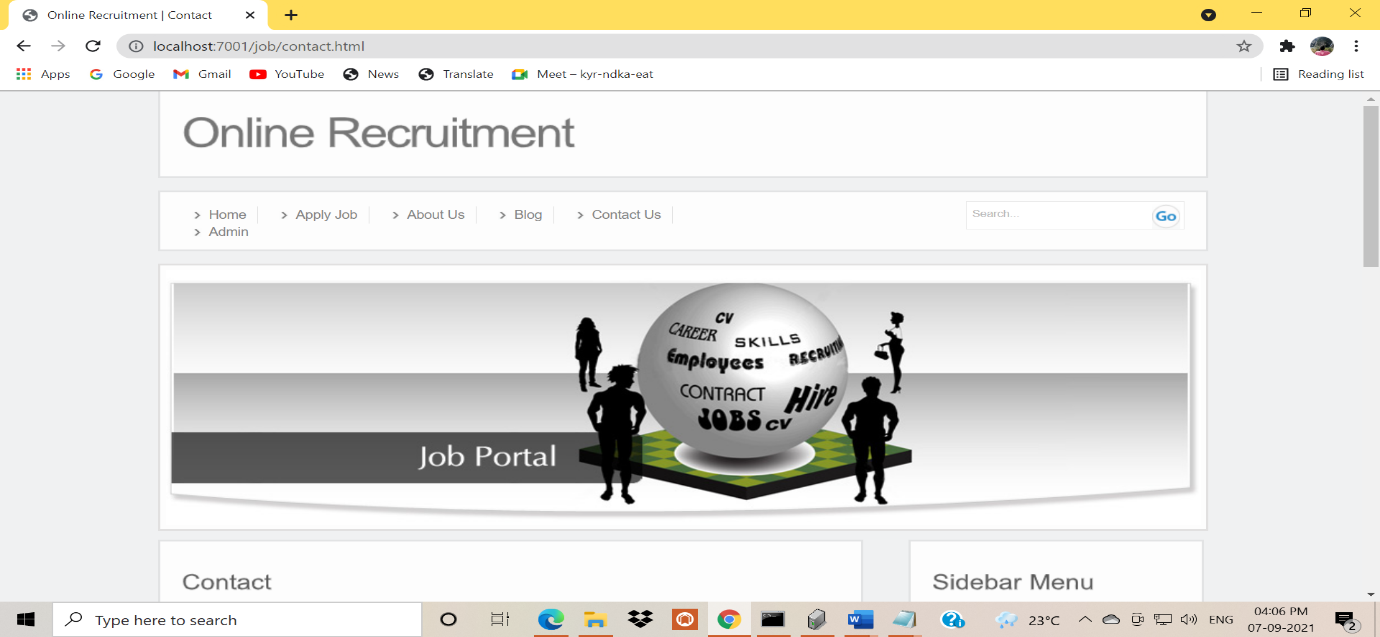 Online Recruitment | Contact
localhost:7001/job/contact.html
Apps Google Gmail YouTube News Translate Meet – kyr-ndka-eat Reading list
Online Recruitment
Home Apply Job About Us Blog Contact Us
Search... Go
Admin
CV
CAREER
SKILLS
Employees RECRUITIN
CONTRACT Hire
JOBS CV
Job Portal
Contact
Sidebar Menu
Type here to search
23°C ENG
04:06 PM
07-09-2021
2